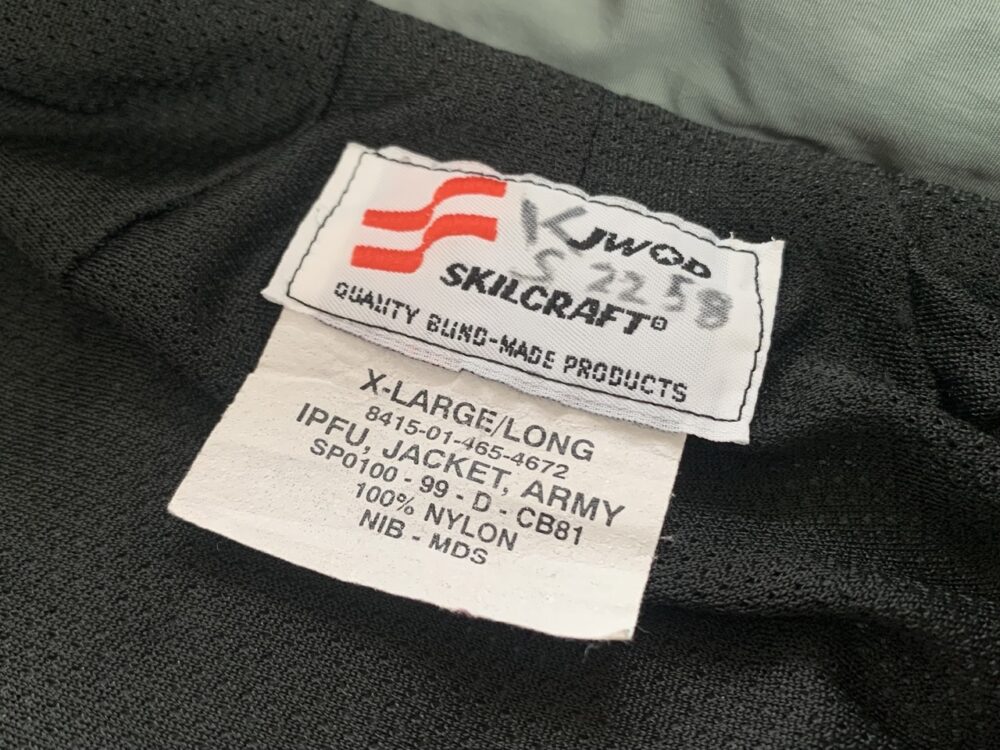 K JWOD
S 2258
SKILCRAFT®
QUALITY BLIND-MADE PRODUCTS
X-LARGE/LONG
8415-01-465-4672
IPFU, JACKET, ARMY
SP0100 - 99 - D - CB81
100% NYLON
NIB - MDS